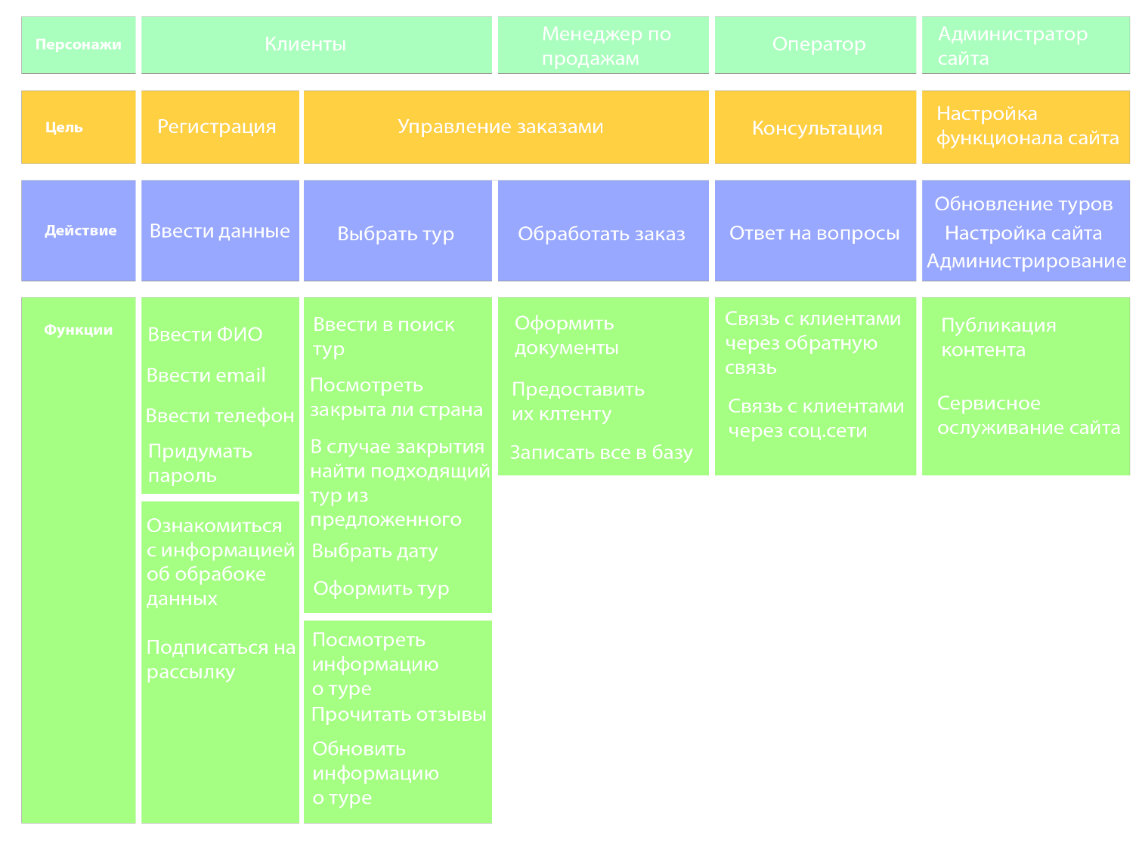 Персонажи
Клиенты
Менеджер по
продажам
Оператор
Администратор
сайта
Цель
Регистрация
Управление заказами
Консультация
Настройка
функционала сайта
Действие
Ввести данные
Выбрать тур
Обработать заказ
Ответ на вопросы
Обновление туров
Настройка сайта
Администрирование
Функции
Ввести ФИО
Ввести email
Ввести телефон
Придумать
пароль
Ознакомиться
с информацией
об обрабоке
данных
Подписаться на
рассылку
Ввести в поиск
тур
Посмотреть
закрыта ли страна
В случае закрытия
найти подходящий
тур из
предложенного
Выбрать дату
Оформить тур
Посмотреть
информацию
о туре
Прочитать отзывы
Обновить
информацию
о туре
Оформить
документы
Предоставить
их клтенту
Записать все в базу
Связь с клиентами
через обратную
связь
Связь с клиентами
через соц.сети
Публикация
контента
Сервисное
ослуживание сайта